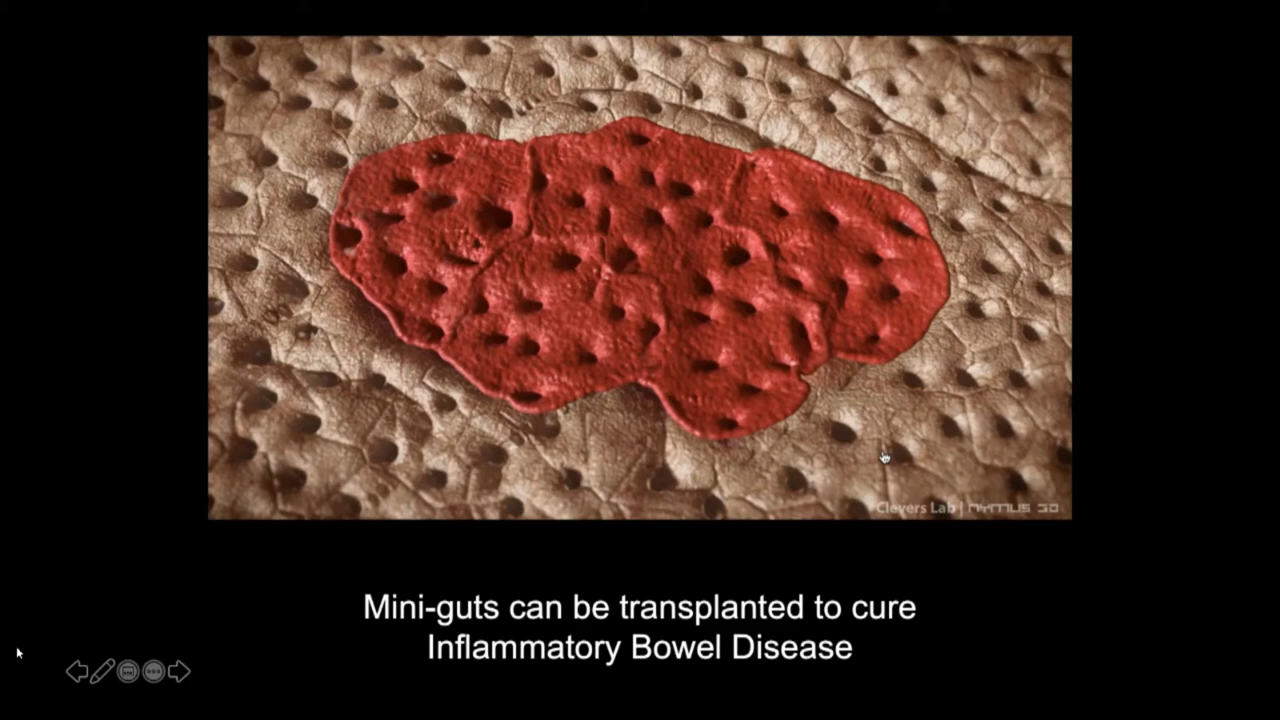 Clevers Lab | NYMUS 3D
Mini-guts can be transplanted to cure
Inflammatory Bowel Disease